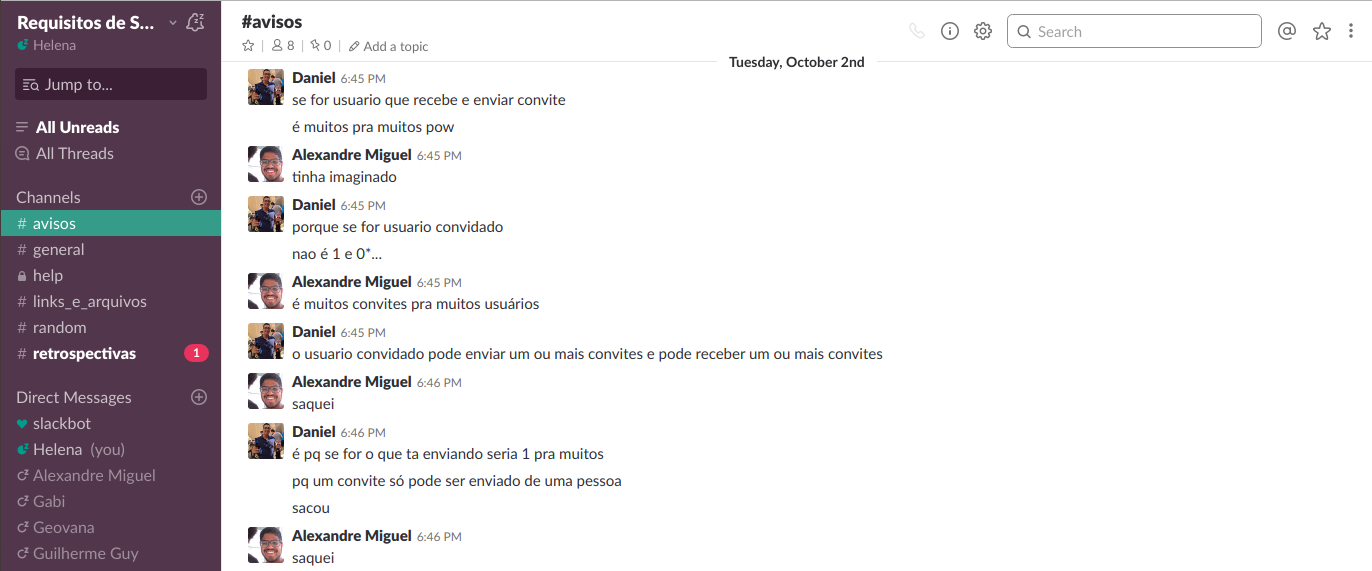 Requisitos de S...
Helena
Jump to...
All Unreads
All Threads
Channels
# avisos
# general
help
# links_e_arquivos
# random
# retrospectivas 1
Direct Messages
slackbot
Helena (you)
Alexandre Miguel
Gabi
Geovana
Guilherme Guy
#avisos
8 | 0 | Add a topic
Search
Tuesday, October 2nd
Daniel 6:45 PM
se for usuario que recebe e enviar convite
é muitos pra muitos pow
Alexandre Miguel 6:45 PM
tinha imaginado
Daniel 6:45 PM
porque se for usuario convidado
nao é 1 e 0*...
Alexandre Miguel 6:45 PM
é muitos convites pra muitos usuários
Daniel 6:45 PM
o usuario convidado pode enviar um ou mais convites e pode receber um ou mais convites
Alexandre Miguel 6:46 PM
saquei
Daniel 6:46 PM
é pq se for o que ta enviando seria 1 pra muitos
pq um convite só pode ser enviado de uma pessoa
sacou
Alexandre Miguel 6:46 PM
saquei